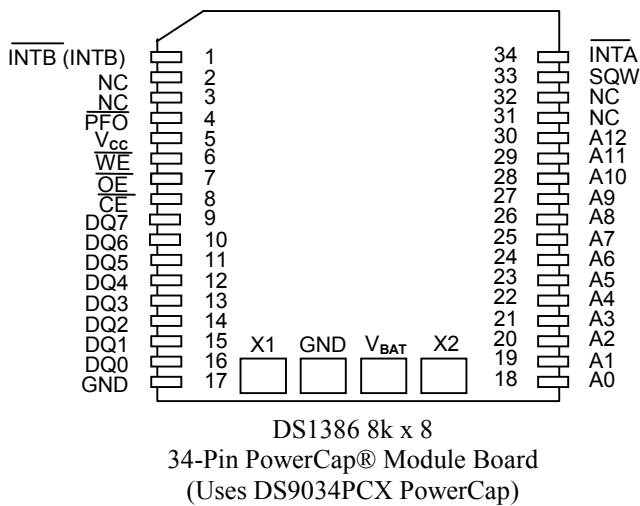 INTB (INTB) 1 34 INTA
NC 2 33 SQW
NC 3 32 NC
PFO 4 31 NC
VCC 5 30 A12
WE 6 29 A11
OE 7 28 A10
CE 8 27 A9
DQ7 9 26 A8
DQ6 10 25 A7
DQ5 11 24 A6
DQ4 12 23 A5
DQ3 13 22 A4
DQ2 14 21 A3
DQ1 15 20 A2
DQ0 16 19 A1
GND 17 18 A0
X1 GND VBAT X2
DS1386 8k x 8
34-Pin PowerCap® Module Board
(Uses DS9034PCX PowerCap)